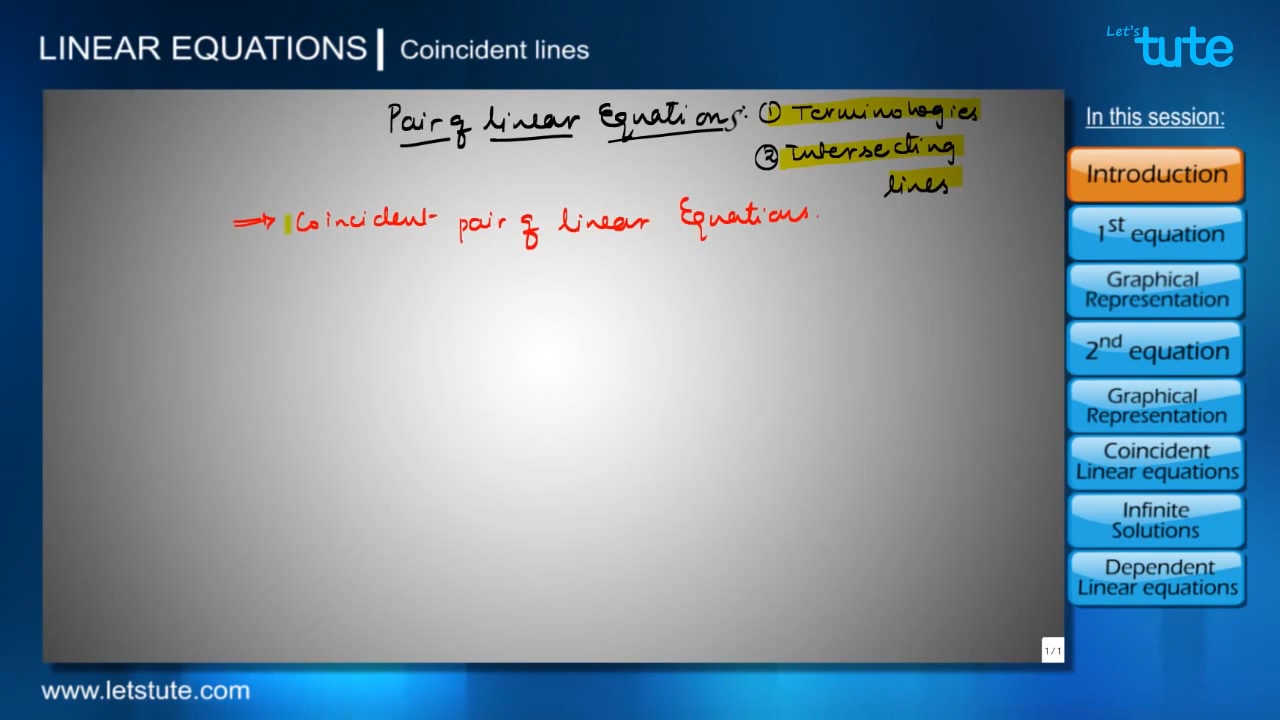 LINEAR EQUATIONS | Coincident lines
Let's tute
Pair of linear Equations: ① Terminologies
② Intersecting
lines
⇒ Coincident pair of linear Equations.
In this session:
Introduction
1st equation
Graphical
Representation
2nd equation
Graphical
Representation
Coincident
Linear equations
Infinite
Solutions
Dependent
Linear equations
1/1
www.letstute.com